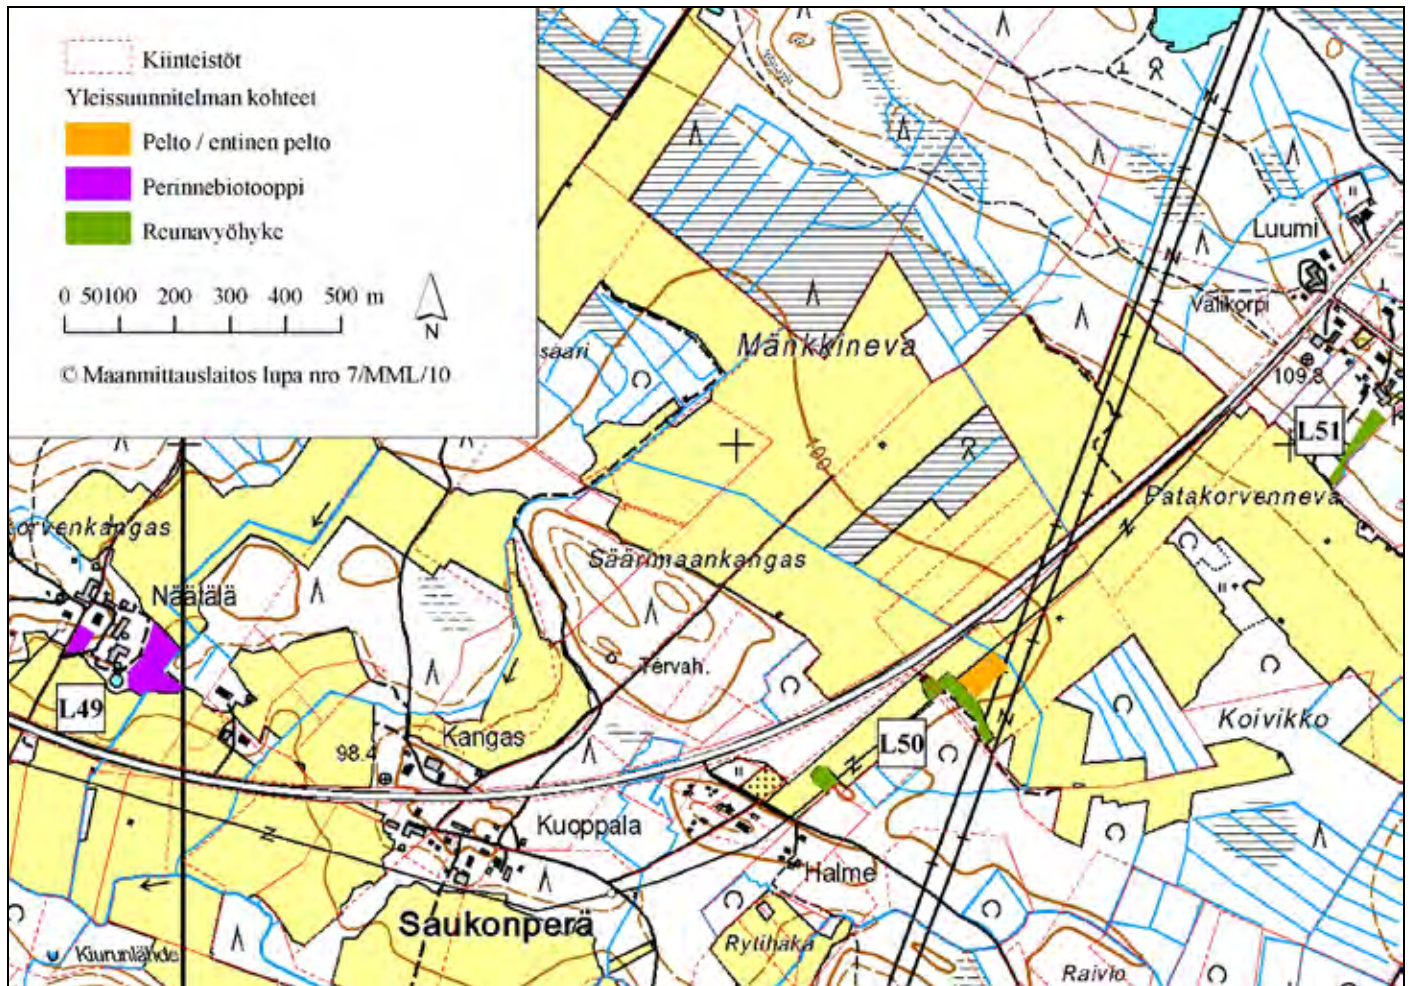 Kiinteistöt
Yleissuunnitelman kohteet
Pelto / entinen pelto
Perinnebiotooppi
Reunavyöhyke
0 50100 200 300 400 500 m
N
© Maanmittauslaitos lupa nro 7/MML/10
Luumi
Välikorpi
109.8
saari
Mänkkineva
100
L51
Patakorvenneva
orvenkangas
Säärimaankangas
Näälälä
Tervah.
L49
Koivikko
L50
Kangas
98.4
Kuoppala
Halme
Saukonperä
Rytihaka
Kiurunlähde
Raivio